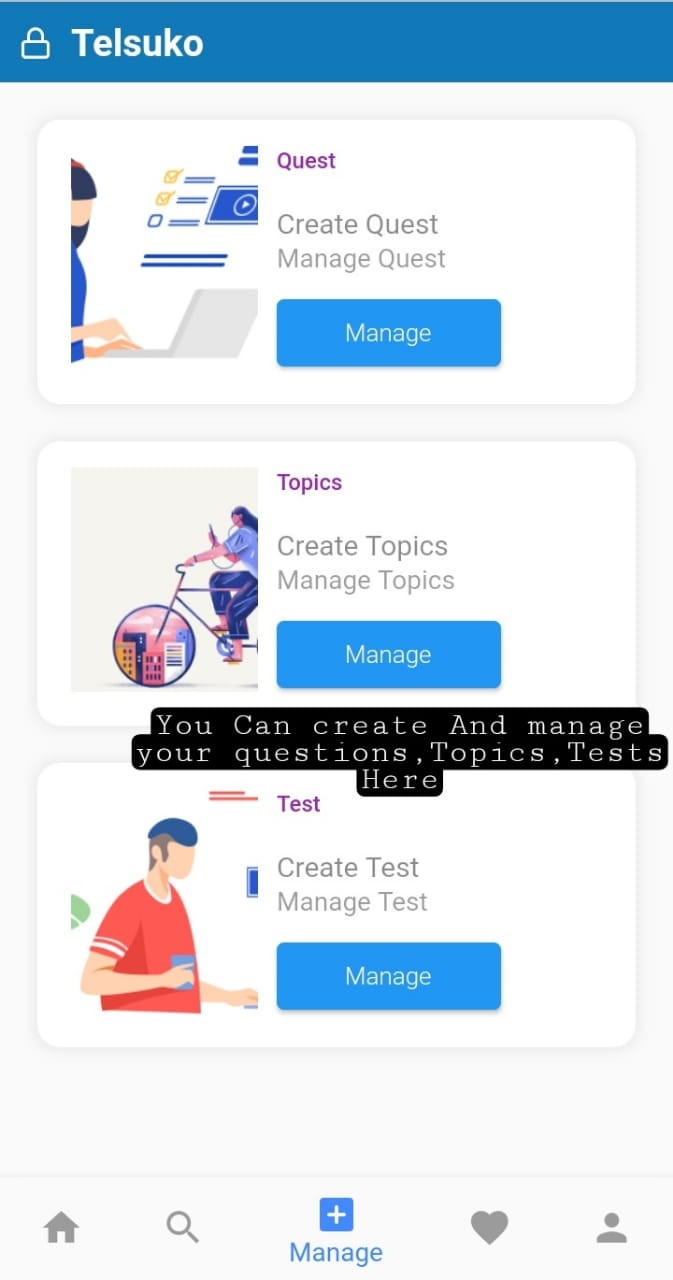 Telsuko
Quest
Create Quest
Manage Quest
Manage
Topics
Create Topics
Manage Topics
Manage
You Can create And manage
your questions,Topics,Tests
Here
Test
Create Test
Manage Test
Manage
Manage